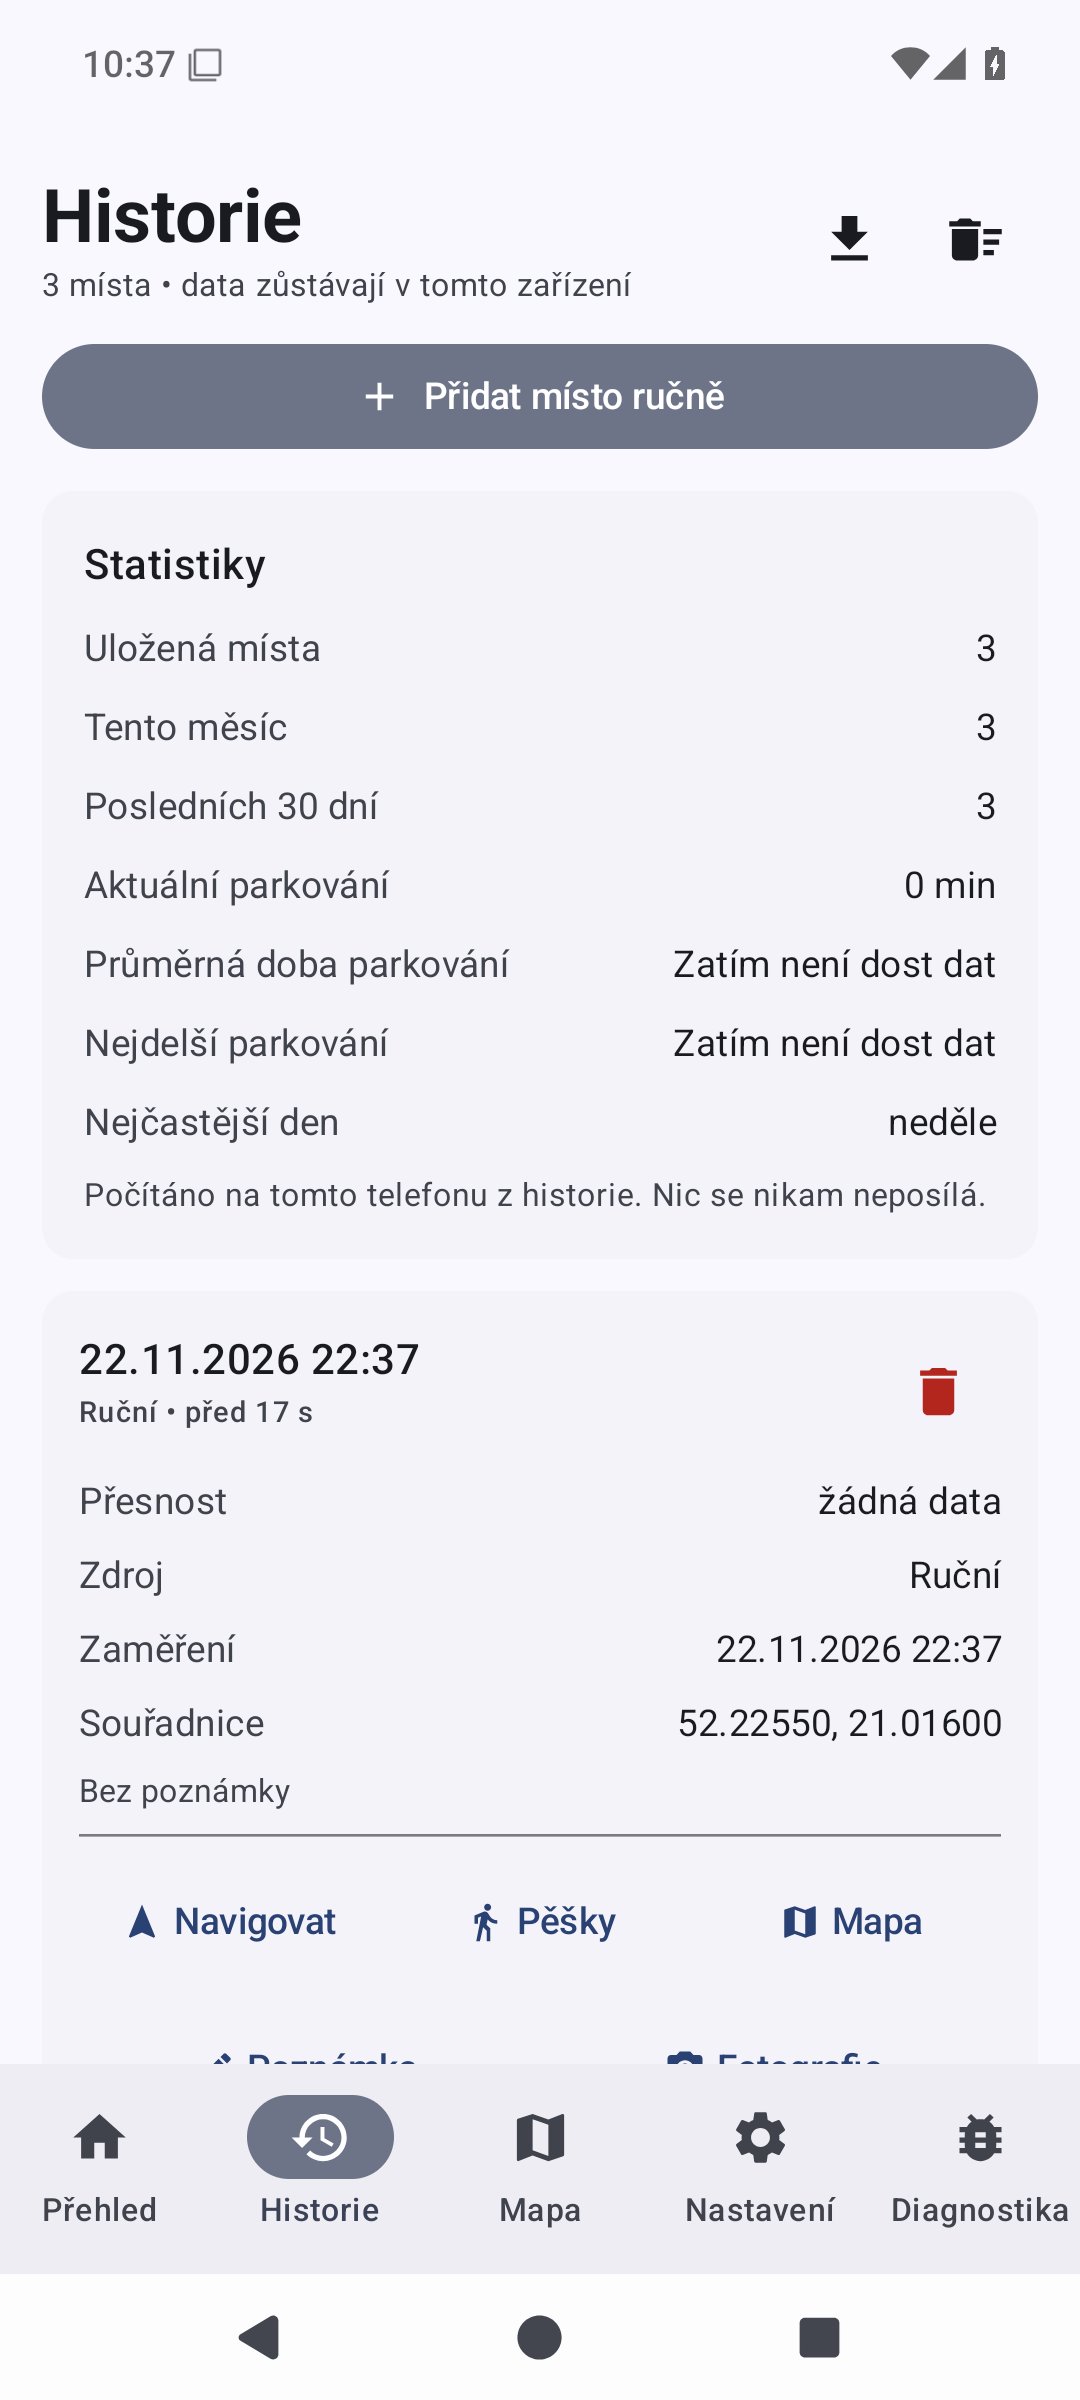 10:37
Historie
3 místa • data zůstávají v tomto zařízení
Přidat místo ručně
Statistiky
Uložená místa 3
Tento měsíc 3
Posledních 30 dní 3
Aktuální parkování 0 min
Průměrná doba parkování Zatím není dost dat
Nejdelší parkování Zatím není dost dat
Nejčastější den neděle
Počítáno na tomto telefonu z historie. Nic se nikam neposílá.
22.11.2026 22:37
Ruční • před 17 s
Přesnost žádná data
Zdroj Ruční
Zaměření 22.11.2026 22:37
Souřadnice 52.22550, 21.01600
Bez poznámky
Navigovat Pěšky Mapa
Poznámka Fotografie
Přehled Historie Mapa Nastavení Diagnostika